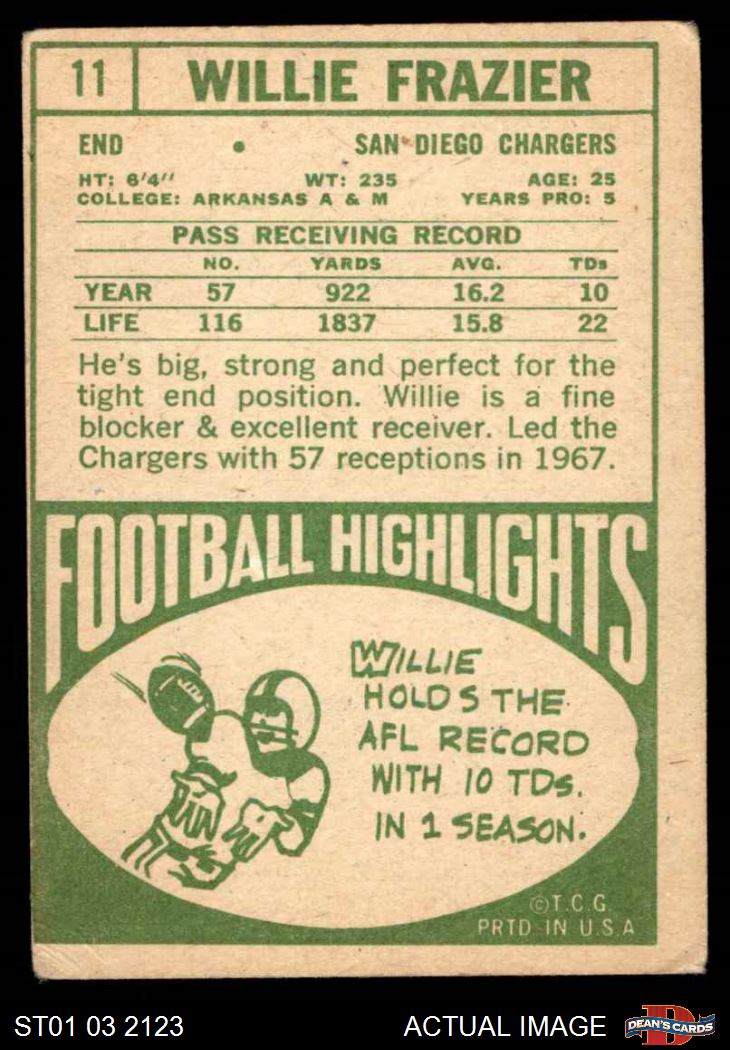 11 WILLIE FRAZIER
END • SAN DIEGO CHARGERS
HT: 6'4" WT: 235 AGE: 25
COLLEGE: ARKANSAS A & M YEARS PRO: 5
PASS RECEIVING RECORD
NO. YARDS AVG. TDs
YEAR 57 922 16.2 10
LIFE 116 1837 15.8 22
He's big, strong and perfect for the
tight end position. Willie is a fine
blocker & excellent receiver. Led the
Chargers with 57 receptions in 1967.
FOOTBALL HIGHLIGHTS
WILLIE
HOLDS THE
AFL RECORD
WITH 10 TDs.
IN 1 SEASON.
©T.C.G.
PRTD IN U.S.A
ST01 03 2123 ACTUAL IMAGE DEAN'S CARDS